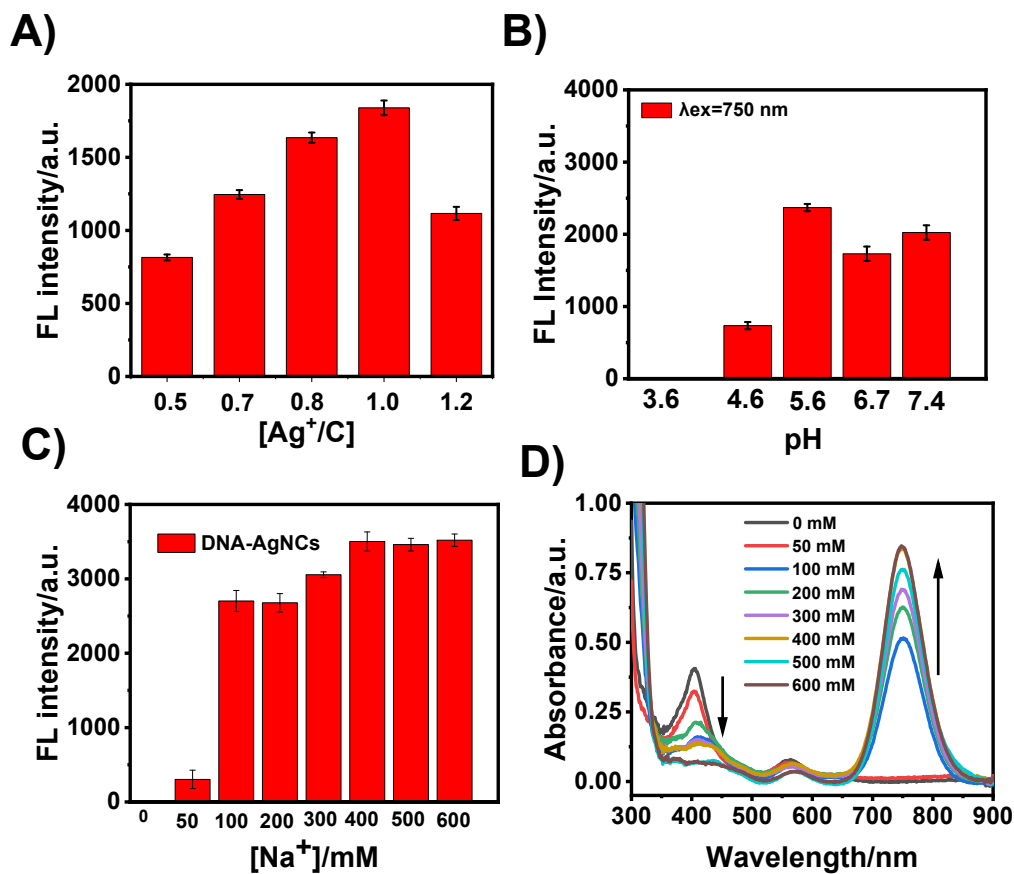 A)
FL intensity/a.u.
2000
1500
1000
500
0
0.5 0.7 0.8 1.0 1.2
[Ag⁺/C]
B)
FL Intensity/a.u.
4000
3000
2000
1000
0
λex=750 nm
3.6 4.6 5.6 6.7 7.4
pH
C)
FL intensity/a.u.
4000
3000
2000
1000
0
DNA-AgNCs
0 50 100 200 300 400 500 600
[Na⁺]/mM
D)
Absorbance/a.u.
1.00
0.75
0.50
0.25
0.00
0 mM
50 mM
100 mM
200 mM
300 mM
400 mM
500 mM
600 mM
300 400 500 600 700 800 900
Wavelength/nm